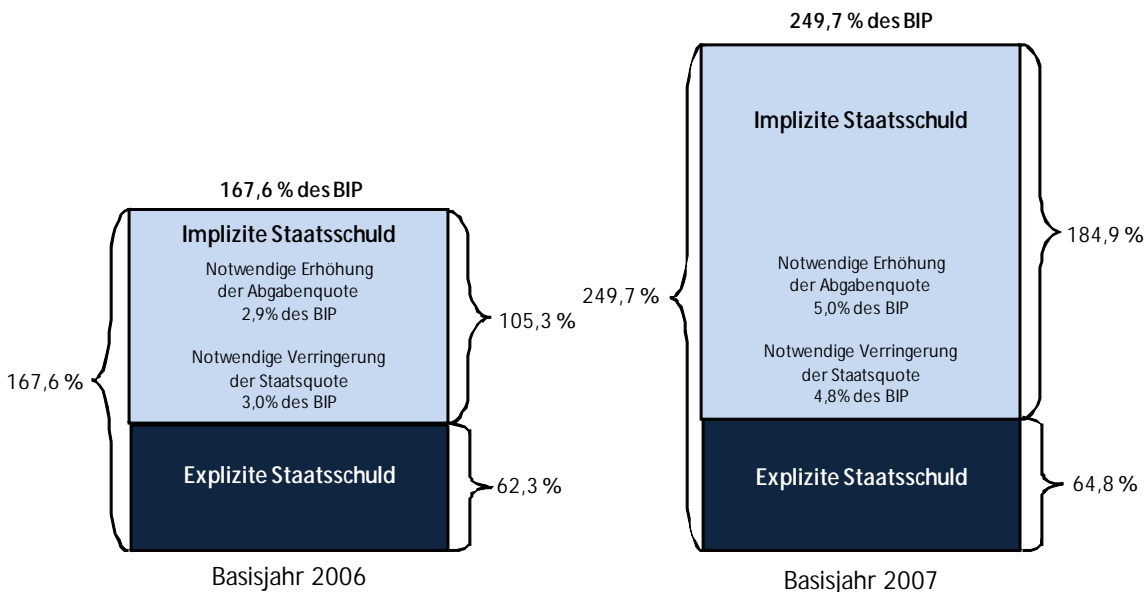 167,6 % des BIP
Implizite Staatsschuld
Notwendige Erhöhung
der Abgabenquote
2,9% des BIP
Notwendige Verringerung
der Staatsquote
3,0% des BIP
Explizite Staatsschuld
167,6 %
105,3 %
62,3 %
Basisjahr 2006
249,7 % des BIP
Implizite Staatsschuld
Notwendige Erhöhung
der Abgabenquote
5,0% des BIP
Notwendige Verringerung
der Staatsquote
4,8% des BIP
Explizite Staatsschuld
249,7 %
184,9 %
64,8 %
Basisjahr 2007